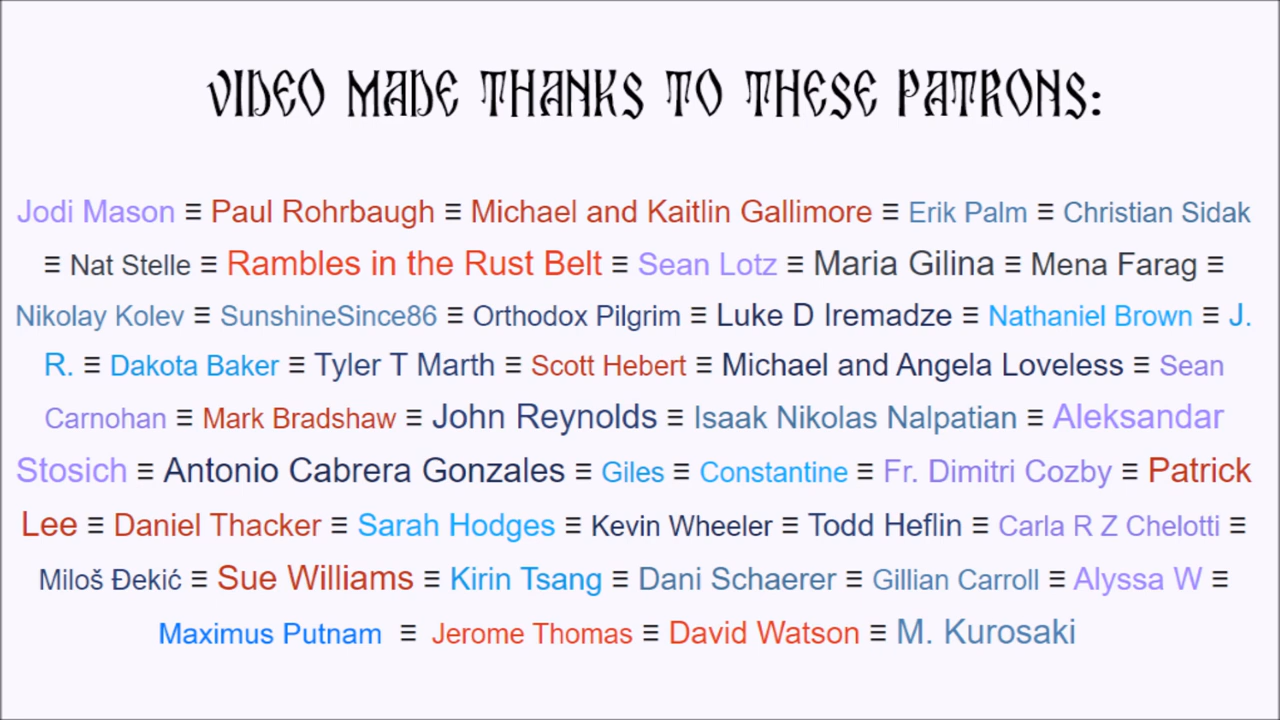 VIDEO MADE THANKS TO THESE PATRONS:
Jodi Mason ≡ Paul Rohrbaugh ≡ Michael and Kaitlin Gallimore ≡ Erik Palm ≡ Christian Sidak
≡ Nat Stelle ≡ Rambles in the Rust Belt ≡ Sean Lotz ≡ Maria Gilina ≡ Mena Farag ≡
Nikolay Kolev ≡ SunshineSince86 ≡ Orthodox Pilgrim ≡ Luke D Iremadze ≡ Nathaniel Brown ≡ J.
R. ≡ Dakota Baker ≡ Tyler T Marth ≡ Scott Hebert ≡ Michael and Angela Loveless ≡ Sean
Carnohan ≡ Mark Bradshaw ≡ John Reynolds ≡ Isaak Nikolas Nalpatian ≡ Aleksandar
Stosich ≡ Antonio Cabrera Gonzales ≡ Giles ≡ Constantine ≡ Fr. Dimitri Cozby ≡ Patrick
Lee ≡ Daniel Thacker ≡ Sarah Hodges ≡ Kevin Wheeler ≡ Todd Heflin ≡ Carla R Z Chelotti ≡
Miloš Đekić ≡ Sue Williams ≡ Kirin Tsang ≡ Dani Schaerer ≡ Gillian Carroll ≡ Alyssa W ≡
Maximus Putnam ≡ Jerome Thomas ≡ David Watson ≡ M. Kurosaki